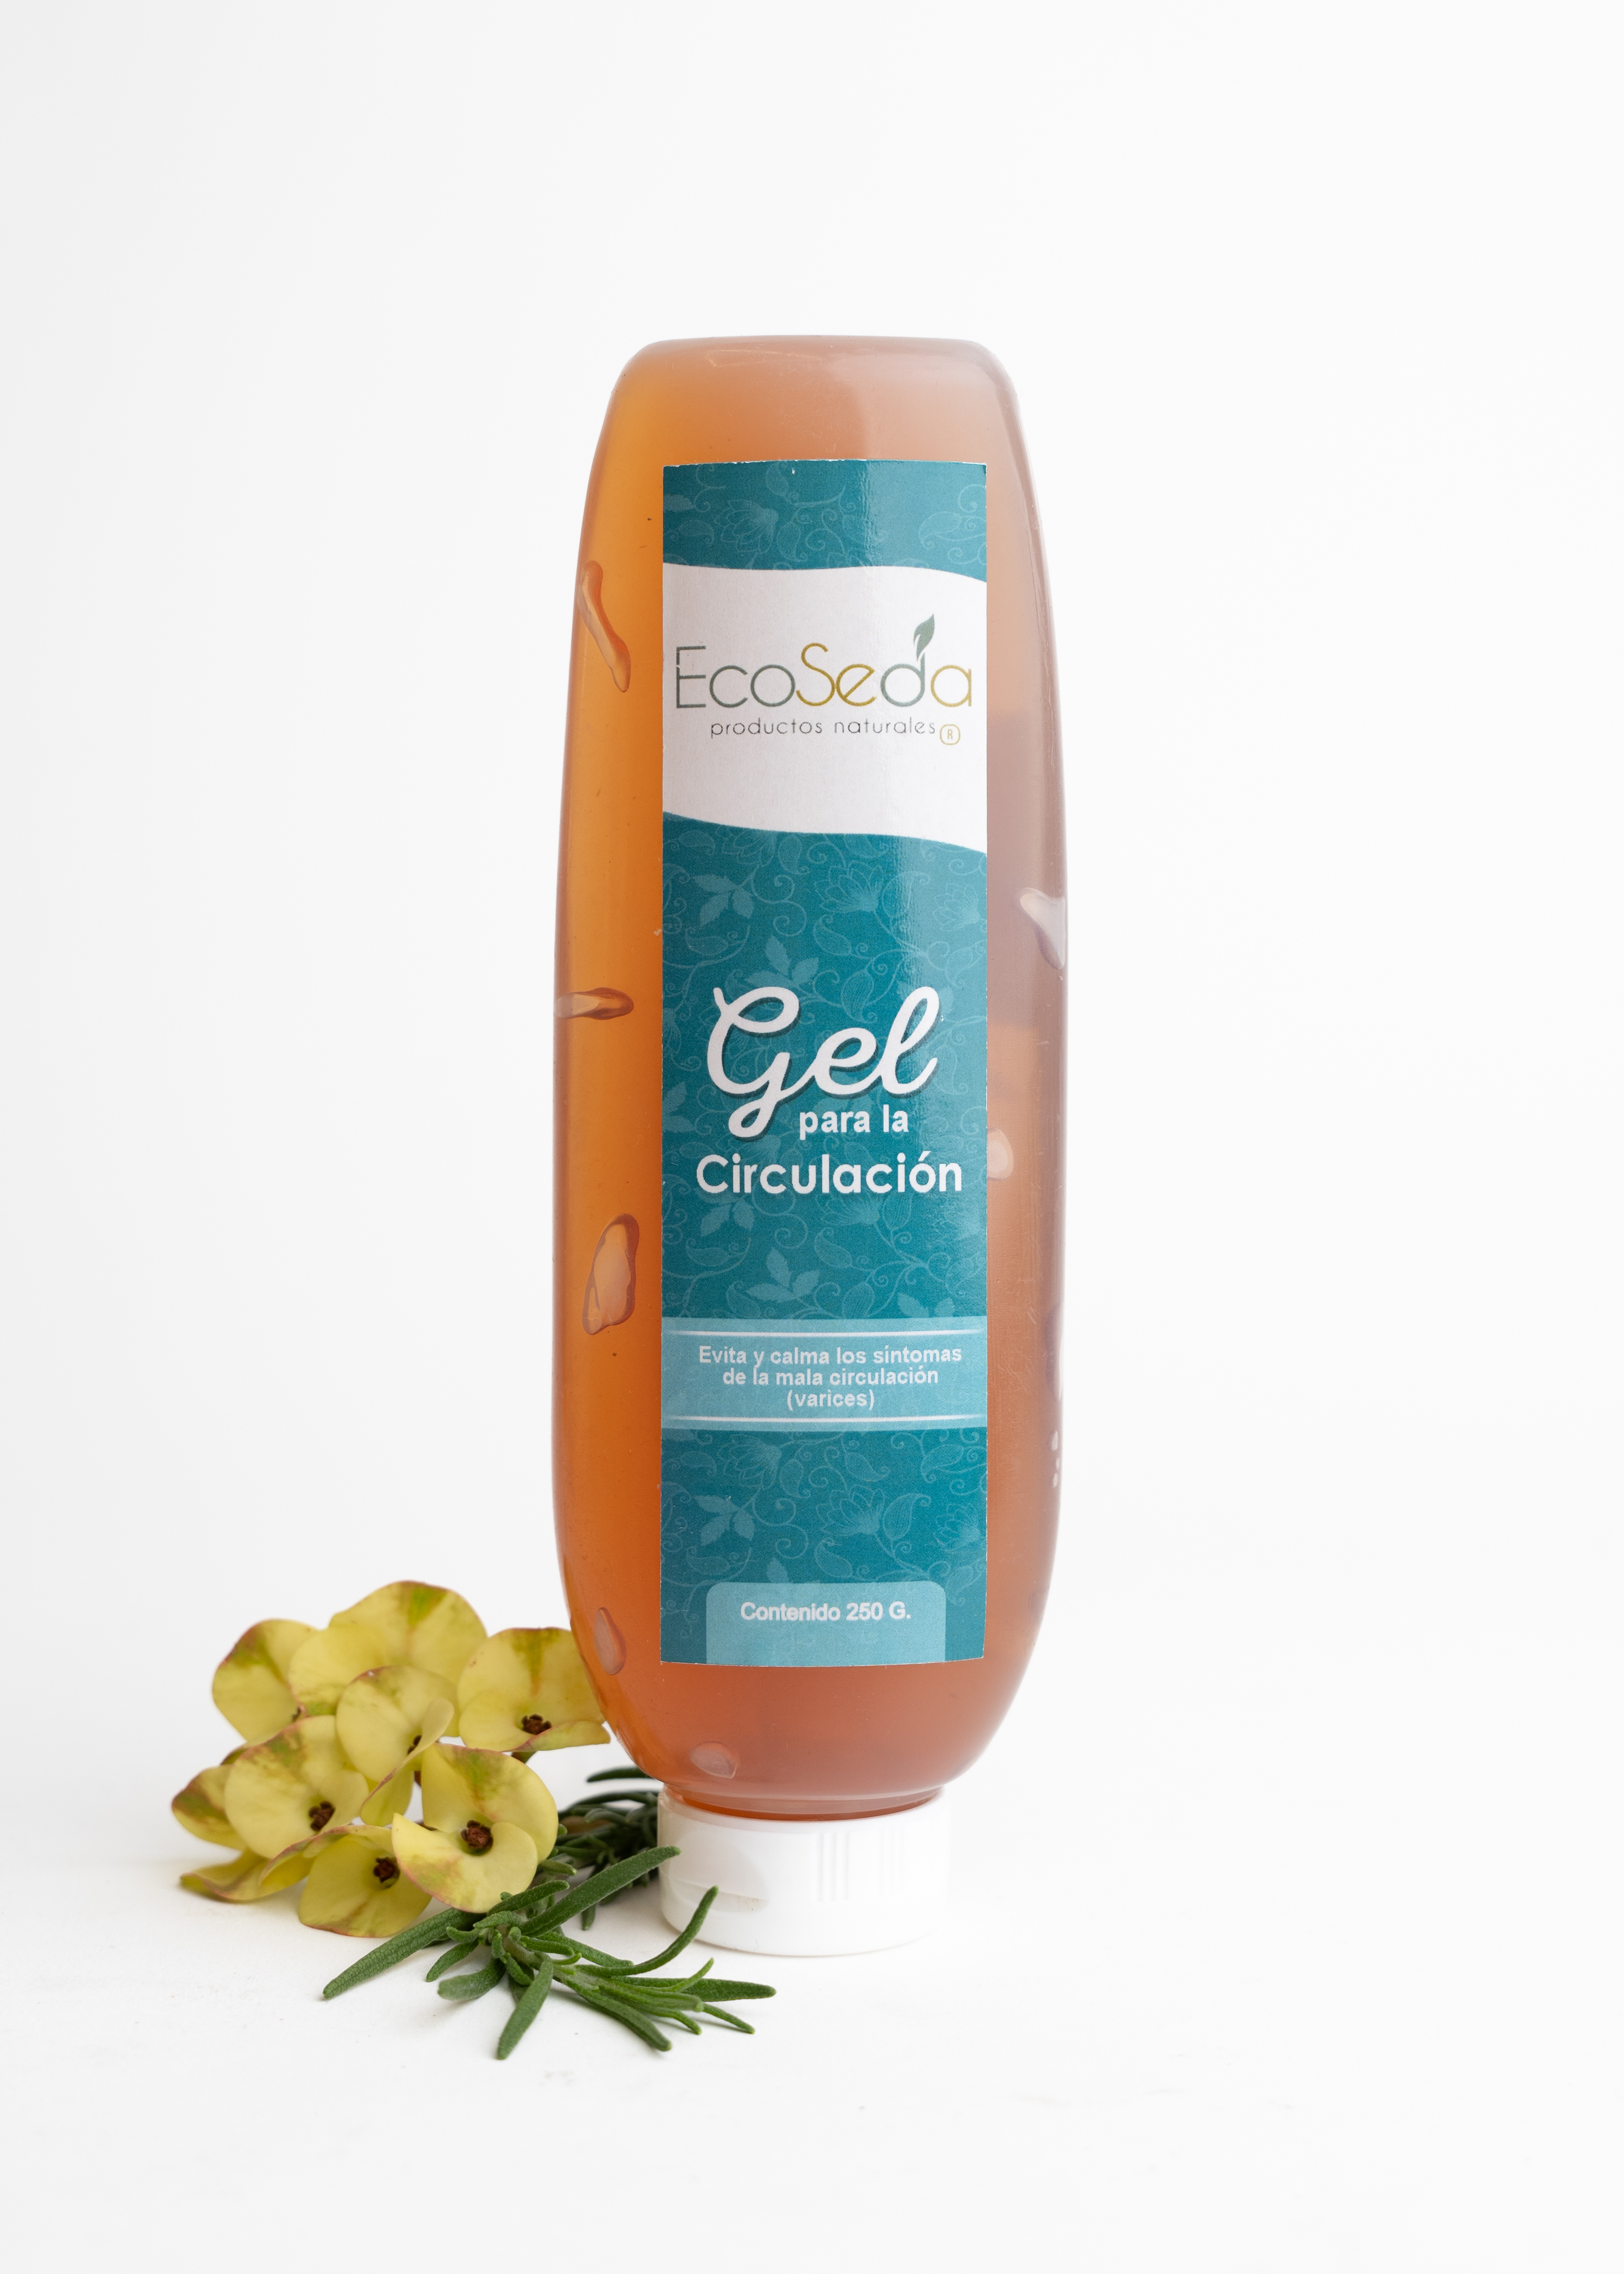 EcoSeda
productos naturales®
Gel
para la
Circulación
Evita y calma los síntomas
de la mala circulación
(varices)
Contenido 250 G.